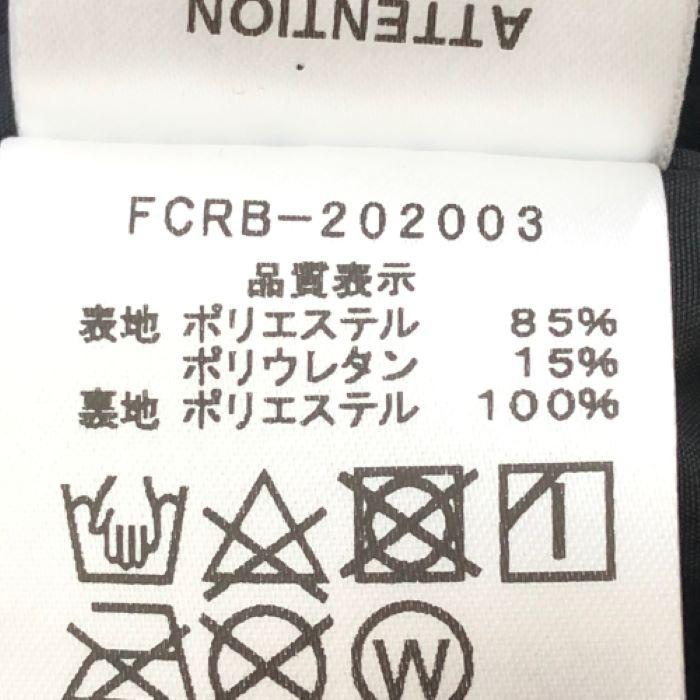 ATTENTION
FCRB-202003
品質表示
表地 ポリエステル 85%
ポリウレタン 15%
裏地 ポリエステル 100%
W